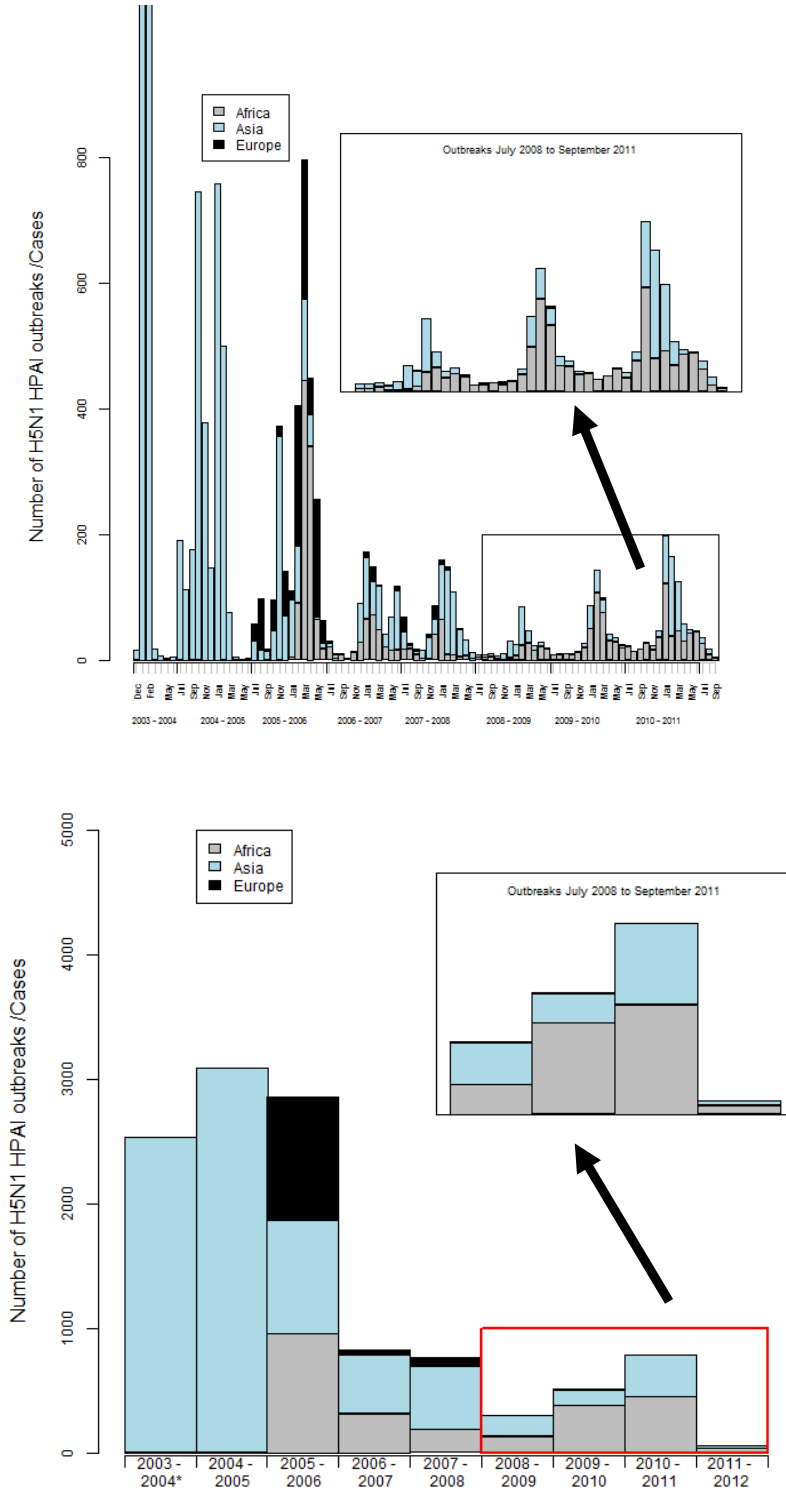 Africa
Asia
Europe
Outbreaks July 2008 to September 2011
Number of H5N1 HPAI outbreaks /Cases
800
600
400
200
0
Dec Feb May Jul Sep Nov Jan Mar May Jul Sep Nov Jan Mar May Jul Sep Nov Jan Mar May Jul Sep Nov Jan Mar May Jul Sep Nov Jan Mar May Jul Sep Nov Jan Mar May Jul Sep Nov Jan Mar May Jul Sep
2003 - 2004 2004 - 2005 2005 - 2006 2006 - 2007 2007 - 2008 2008 - 2009 2009 - 2010 2010 - 2011
Africa
Asia
Europe
Outbreaks July 2008 to September 2011
Number of H5N1 HPAI outbreaks /Cases
5000
4000
3000
2000
1000
0
2003 - 2004 - 2005 - 2006 - 2007 - 2008 - 2009 - 2010 - 2011 -
2004* 2005 2006 2007 2008 2009 2010 2011 2012